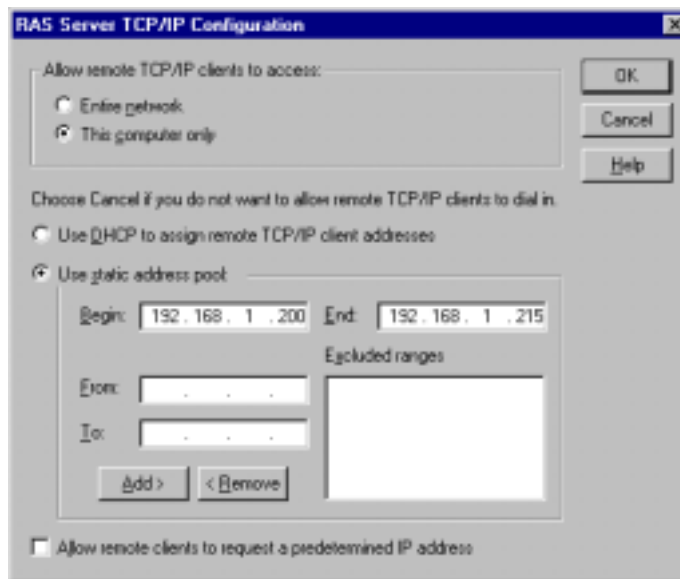 RAS Server TCP/IP Configuration
Allow remote TCP/IP clients to access:
OK
Entire network
Cancel
This computer only
Help
Choose Cancel if you do not want to allow remote TCP/IP clients to dial in.
Use DHCP to assign remote TCP/IP client addresses
Use static address pool:
Begin: 192 . 168 . 1 . 200 End: 192 . 168 . 1 . 215
Excluded ranges
From: . . .
To: . . .
Add > < Remove
Allow remote clients to request a predetermined IP address